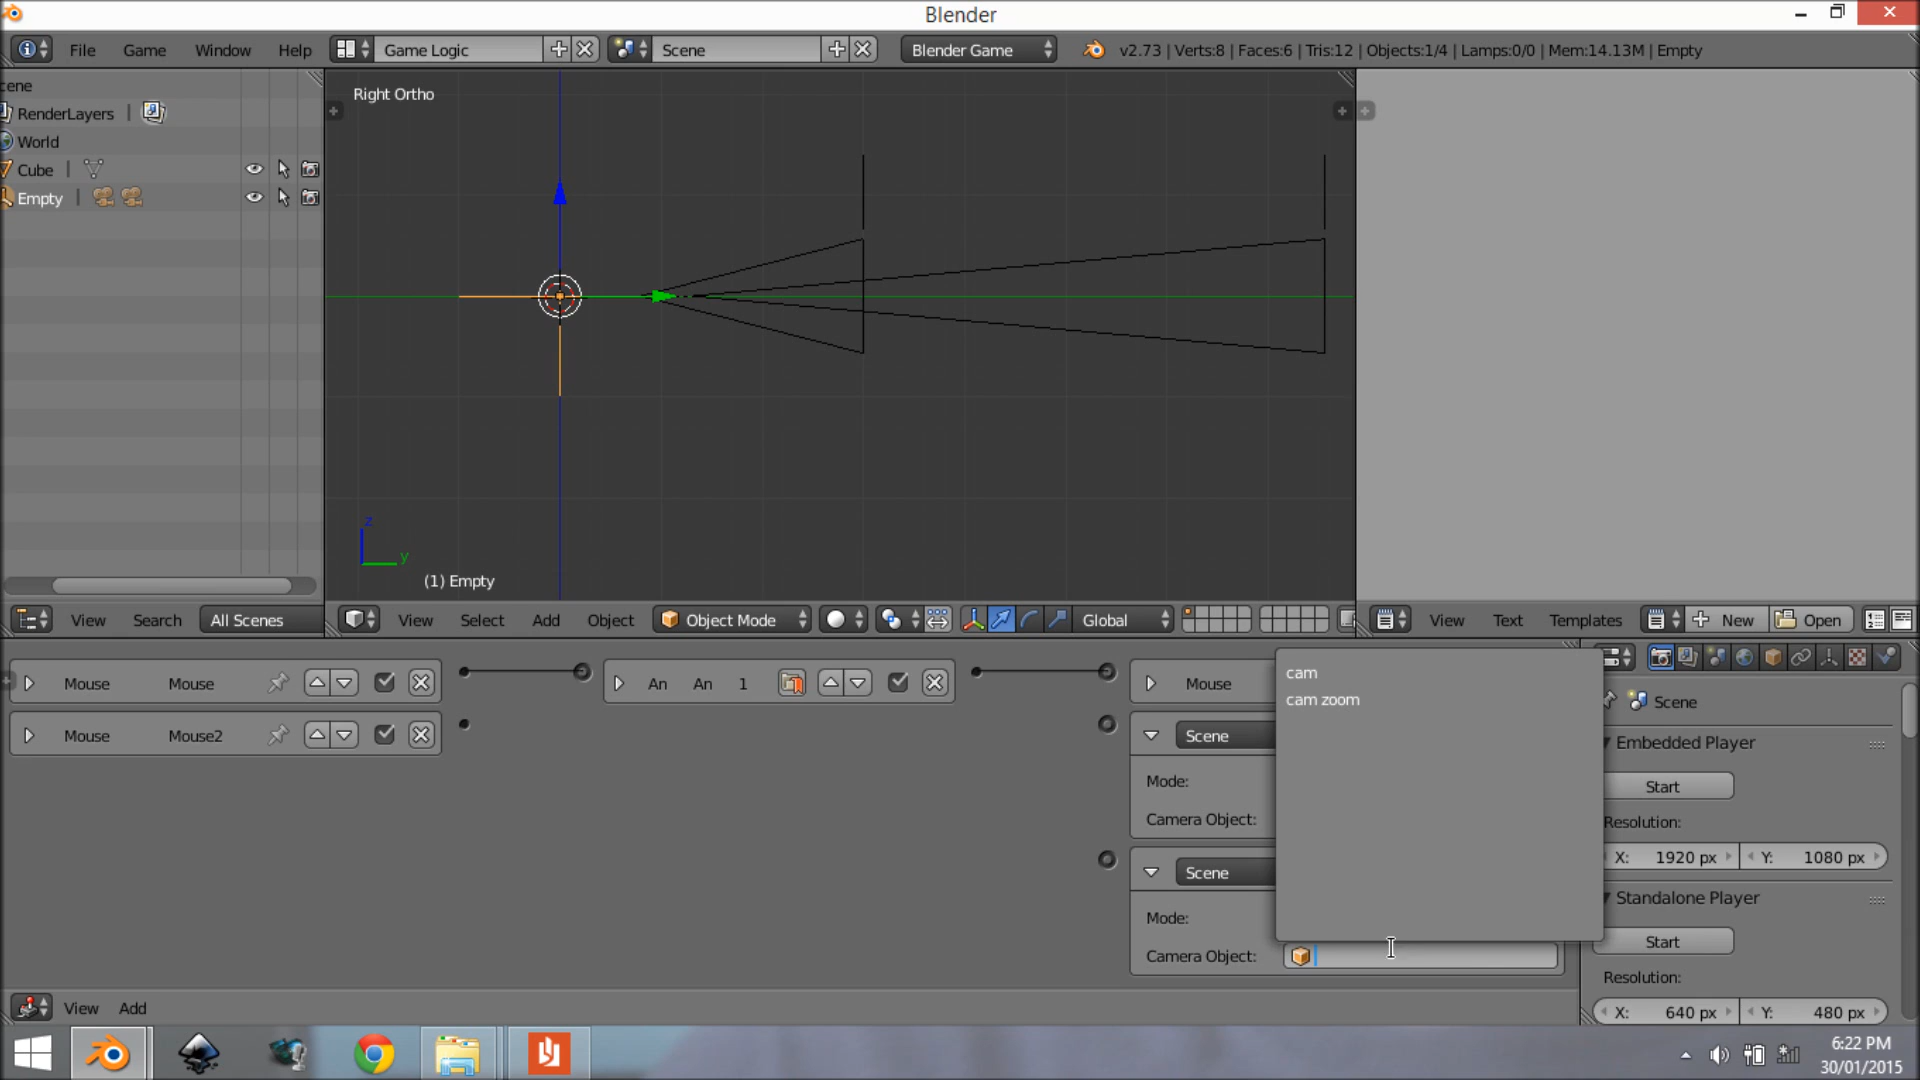 Blender
File Game Window Help Game Logic Scene Blender Game v2.73 | Verts:8 | Faces:6 | Tris:12 | Objects:1/4 | Lamps:0/0 | Mem:14.13M | Empty
cene
RenderLayers
World
Cube
Empty
Right Ortho
z
y
(1) Empty
View Search All Scenes
View Select Add Object Object Mode Global
View Text Templates New Open
Mouse Mouse
An An 1
Mouse
Mouse Mouse2
Scene
Mode:
Camera Object:
Scene
Mode:
Camera Object:
cam
cam zoom
Scene
Embedded Player
Start
Resolution:
X: 1920 px Y: 1080 px
Standalone Player
Start
Resolution:
X: 640 px Y: 480 px
View Add
6:22 PM
30/01/2015